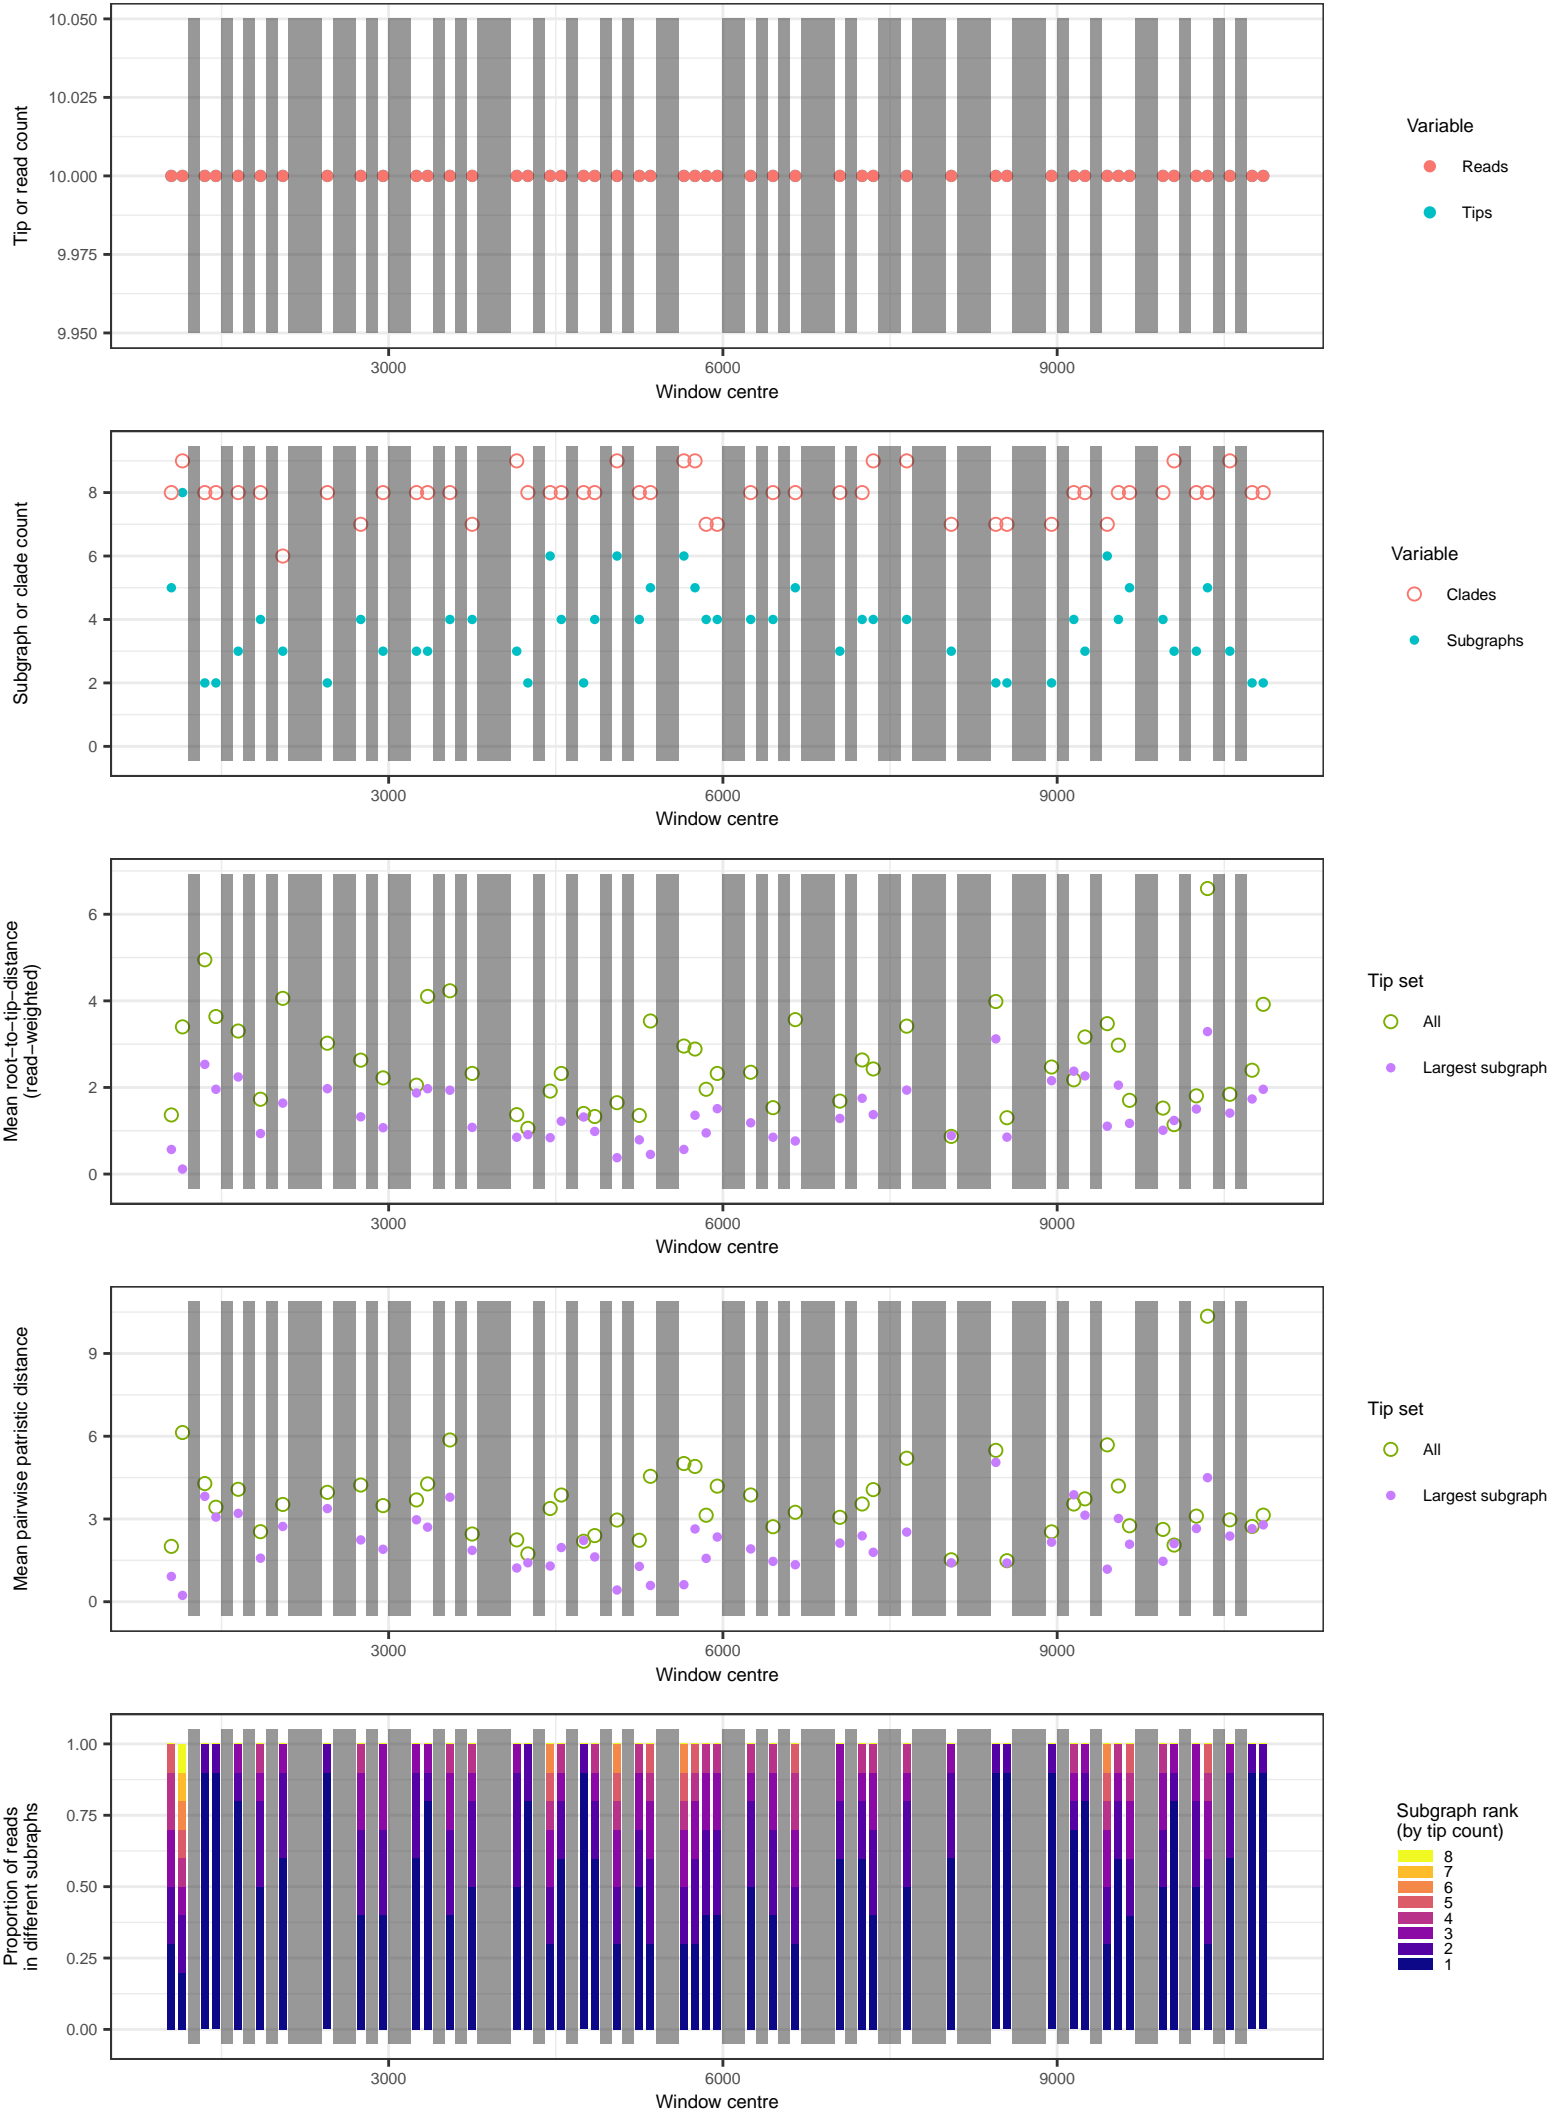 Tip or read count
10.050
10.025
10.000
9.975
9.950
3000 6000 9000
Window centre
Variable
Reads
Tips
Subgraph or clade count
8
6
4
2
0
3000 6000 9000
Window centre
Variable
Clades
Subgraphs
Mean root−to−tip−distance
(read−weighted)
6
4
2
0
3000 6000 9000
Window centre
Tip set
All
Largest subgraph
Mean pairwise patristic distance
9
6
3
0
3000 6000 9000
Window centre
Tip set
All
Largest subgraph
Proportion of reads
in different subraphs
1.00
0.75
0.50
0.25
0.00
3000 6000 9000
Window centre
Subgraph rank
(by tip count)
8
7
6
5
4
3
2
1